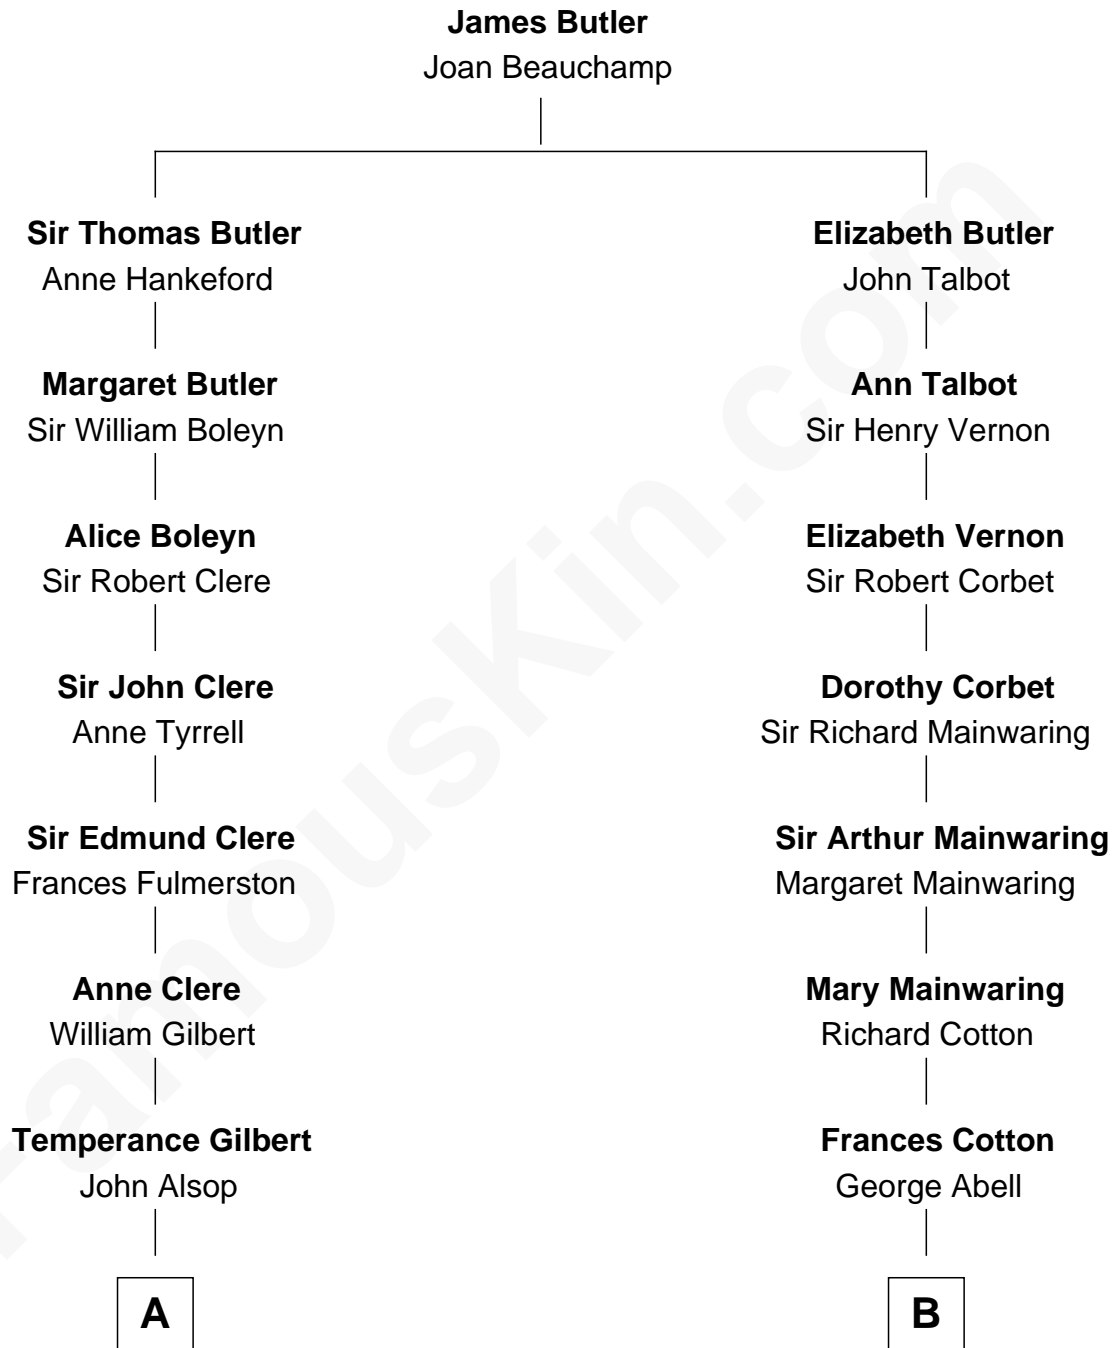 James Butler
Joan Beauchamp
Sir Thomas Butler
Anne Hankeford
Margaret Butler
Sir William Boleyn
Alice Boleyn
Sir Robert Clere
Sir John Clere
Anne Tyrrell
Sir Edmund Clere
Frances Fulmerston
Anne Clere
William Gilbert
Temperance Gilbert
John Alsop
A
Elizabeth Butler
John Talbot
Ann Talbot
Sir Henry Vernon
Elizabeth Vernon
Sir Robert Corbet
Dorothy Corbet
Sir Richard Mainwaring
Sir Arthur Mainwaring
Margaret Mainwaring
Mary Mainwaring
Richard Cotton
Frances Cotton
George Abell
B
FamousKin.com